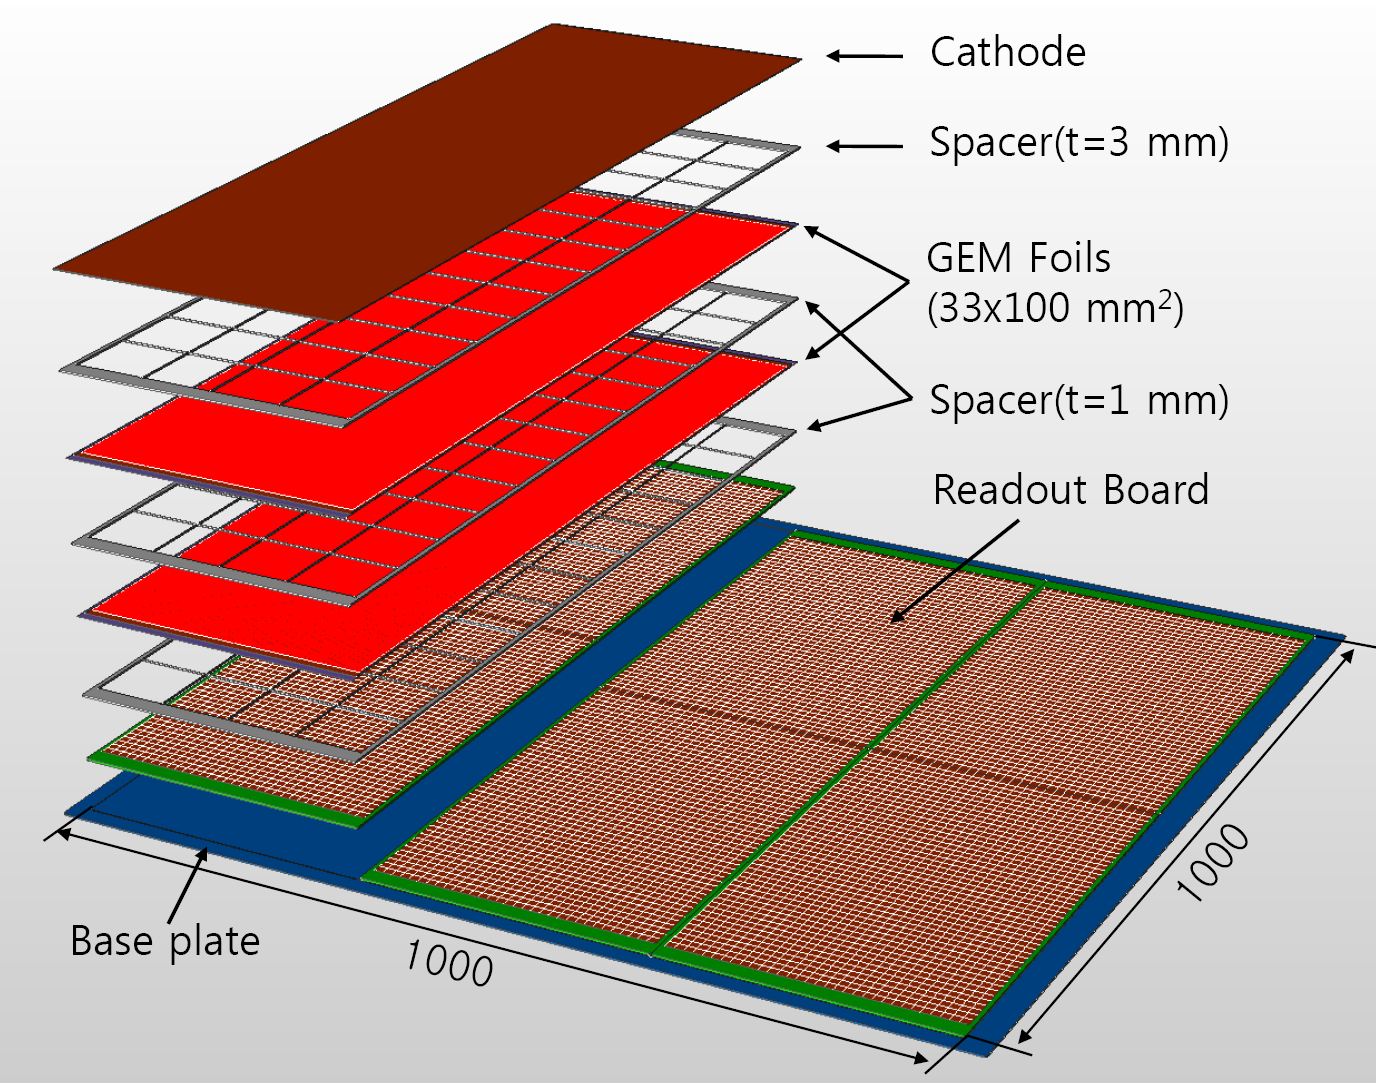 Cathode
Spacer(t=3 mm)
GEM Foils
(33x100 mm²)
Spacer(t=1 mm)
Readout Board
1000
Base plate
1000